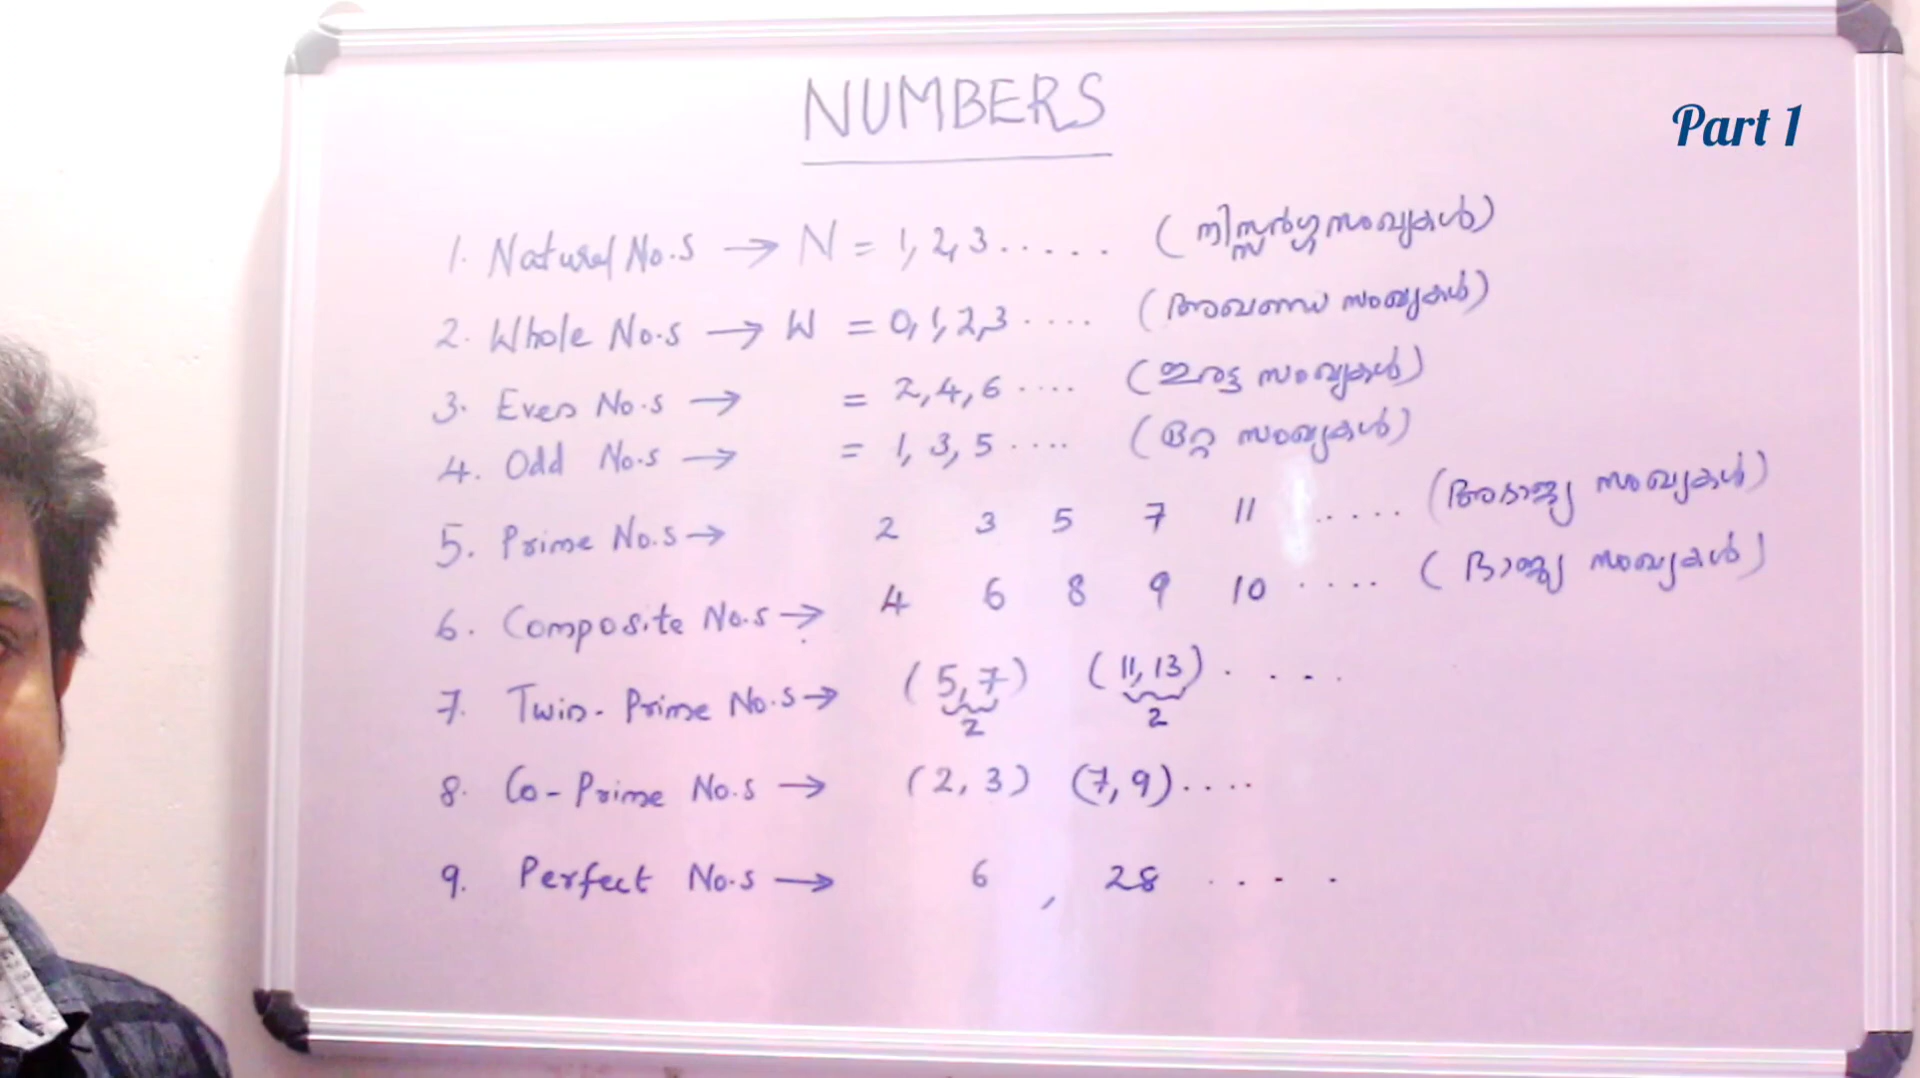 NUMBERS
Part 1
1. Natural No.s → N = 1, 2, 3 ..... (നിസ്സർഗ്ഗസംഖ്യകൾ)
2. Whole No.s → W = 0, 1, 2, 3 .... (അഖണ്ഡ സംഖ്യകൾ)
3. Even No.s → = 2, 4, 6 .... (ഇരട്ട സംഖ്യകൾ)
4. Odd No.s → = 1, 3, 5 .... (ഒറ്റ സംഖ്യകൾ)
5. Prime No.s → 2 3 5 7 11 ..... (അഭാജ്യ സംഖ്യകൾ)
6. Composite No.s → 4 6 8 9 10 .... (ഭാജ്യ സംഖ്യകൾ)
7. Twin-Prime No.s → (5, 7) (11, 13) .....
2 2
8. Co-Prime No.s → (2, 3) (7, 9) ....
9. Perfect No.s → 6 , 28 ....